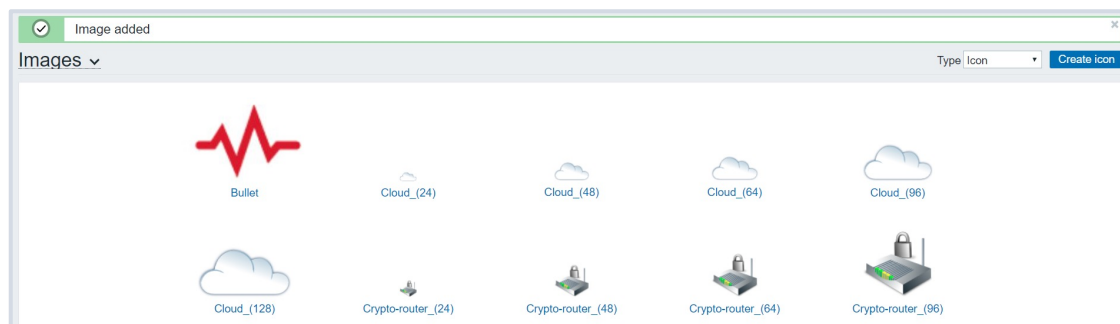 Image added
Images
Type Icon Create icon
Bullet Cloud_(24) Cloud_(48) Cloud_(64) Cloud_(96)
Cloud_(128) Crypto-router_(24) Crypto-router_(48) Crypto-router_(64) Crypto-router_(96)